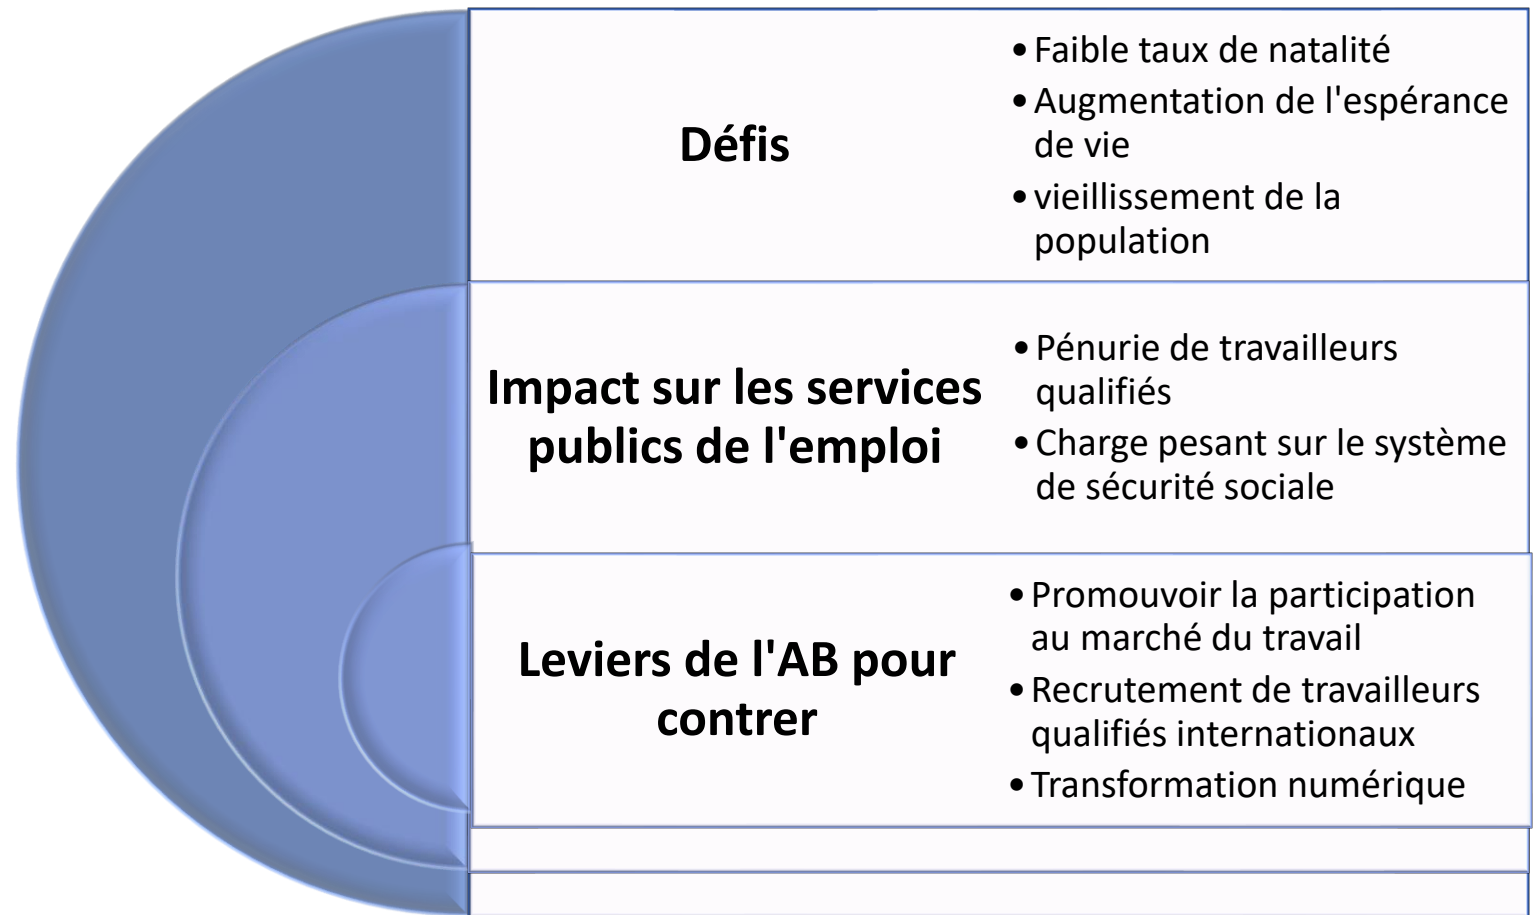 Défis
• Faible taux de natalité
• Augmentation de l'espérance
de vie
• vieillissement de la
population
Impact sur les services
publics de l'emploi
• Pénurie de travailleurs
qualifiés
• Charge pesant sur le système
de sécurité sociale
Leviers de l'AB pour
contrer
• Promouvoir la participation
au marché du travail
• Recrutement de travailleurs
qualifiés internationaux
• Transformation numérique